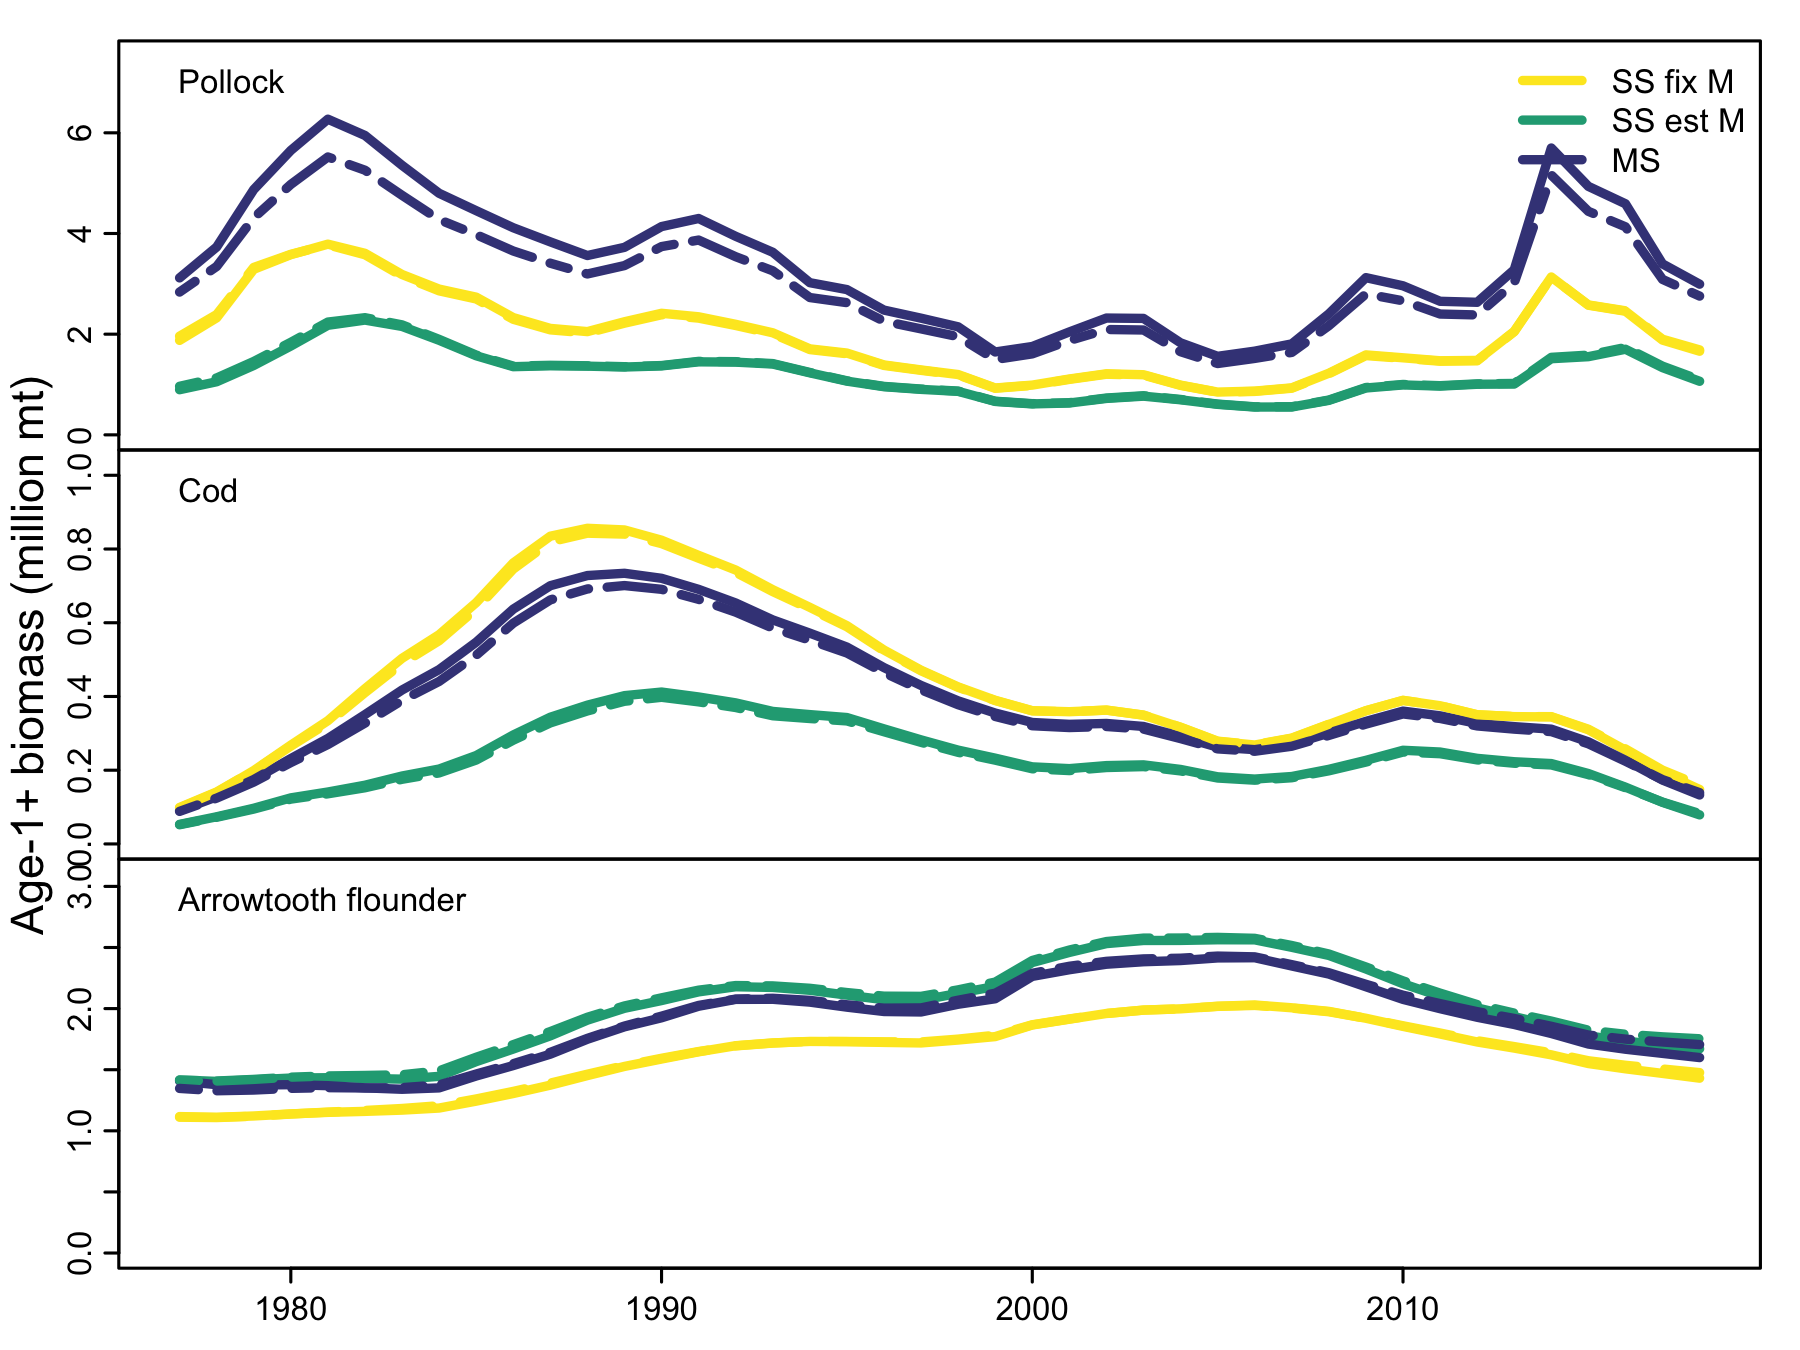 Age-1+ biomass (million mt)
Pollock
SS fix M
SS est M
MS
6
4
2
0
Cod
1.0
0.8
0.6
0.4
0.2
0.0
Arrowtooth flounder
3.0
2.0
1.0
0.0
1980 1990 2000 2010